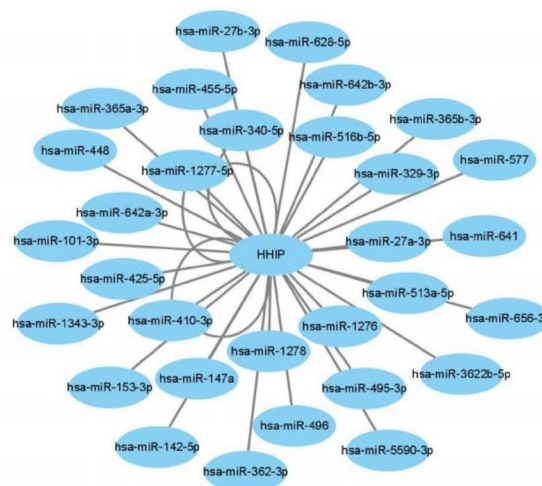 hsa-miR-27b-3p
hsa-miR-628-5p
hsa-miR-455-5p
hsa-miR-642b-3p
hsa-miR-365a-3p
hsa-miR-365b-3p
hsa-miR-340-5p
hsa-miR-516b-5p
hsa-miR-448
hsa-miR-577
hsa-miR-1277-5p
hsa-miR-329-3p
hsa-miR-642a-3p
hsa-miR-101-3p
hsa-miR-27a-3p
hsa-miR-641
HHIP
hsa-miR-425-5p
hsa-miR-513a-5p
hsa-miR-1343-3p
hsa-miR-410-3p
hsa-miR-1276
hsa-miR-656-3
hsa-miR-1278
hsa-miR-3622b-5p
hsa-miR-153-3p
hsa-miR-147a
hsa-miR-495-3p
hsa-miR-496
hsa-miR-142-5p
hsa-miR-5590-3p
hsa-miR-362-3p